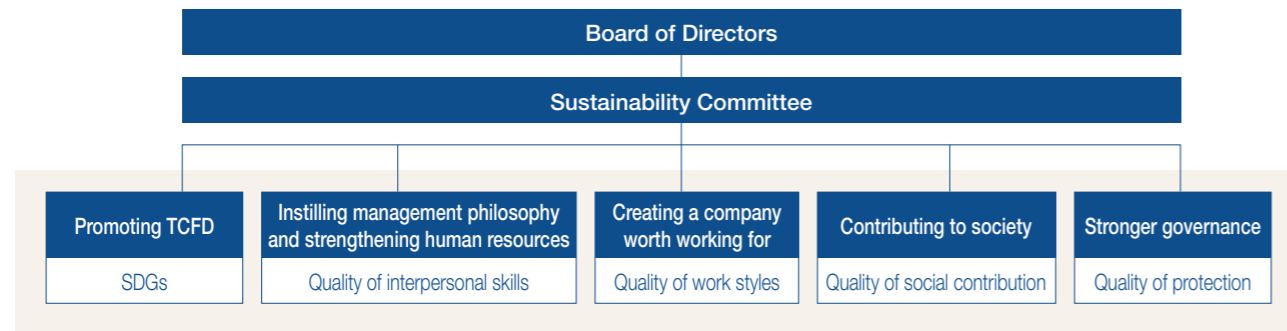 Board of Directors
Sustainability Committee
Promoting TCFD
SDGs
Instilling management philosophy
and strengthening human resources
Quality of interpersonal skills
Creating a company
worth working for
Quality of work styles
Contributing to society
Quality of social contribution
Stronger governance
Quality of protection